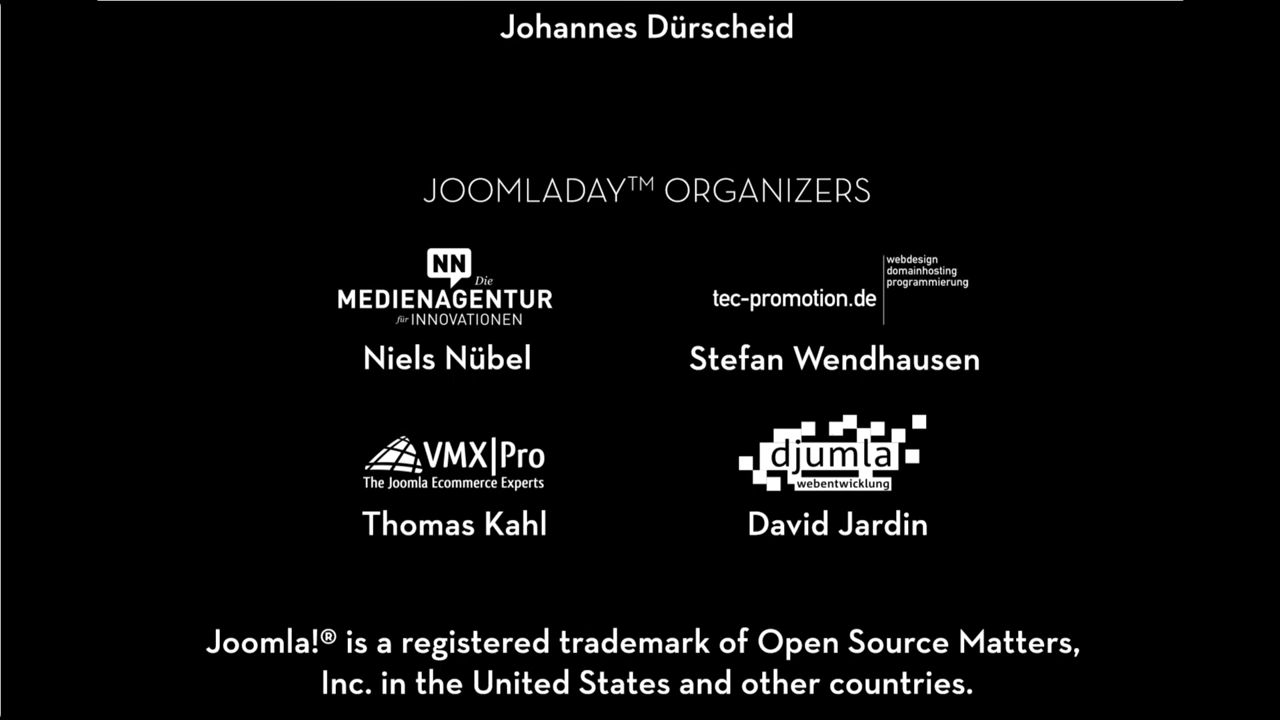 Johannes Dürscheid
JOOMLADAY™ ORGANIZERS
NN
Die
MEDIENAGENTUR
für INNOVATIONEN
Niels Nübel
webdesign
domainhosting
programmierung
tec-promotion.de
Stefan Wendhausen
VMX|Pro
The Joomla Ecommerce Experts
Thomas Kahl
djumla
webentwicklung
David Jardin
Joomla!® is a registered trademark of Open Source Matters,
Inc. in the United States and other countries.